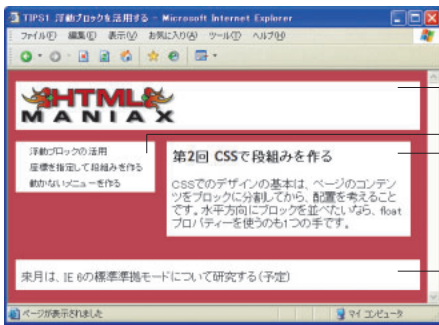 TIPS1 浮動ブロックを活用する - Microsoft Internet Explorer
ファイル(F) 編集(E) 表示(V) お気に入り(A) ツール(T) ヘルプ(H)
HTML
MANIAX
浮動ブロックの活用
座標を指定して段組みを作る
動かないメニューを作る
第2回 CSSで段組みを作る
CSSでのデザインの基本は、ページのコンテン
ツをブロックに分割してから、配置を考えること
です。水平方向にブロックを並べたいなら、float
プロパティーを使うのも1つの手です。
来月は、IE 6の標準準拠モードについて研究する(予定)
ページが表示されました
マイ コンピュータ